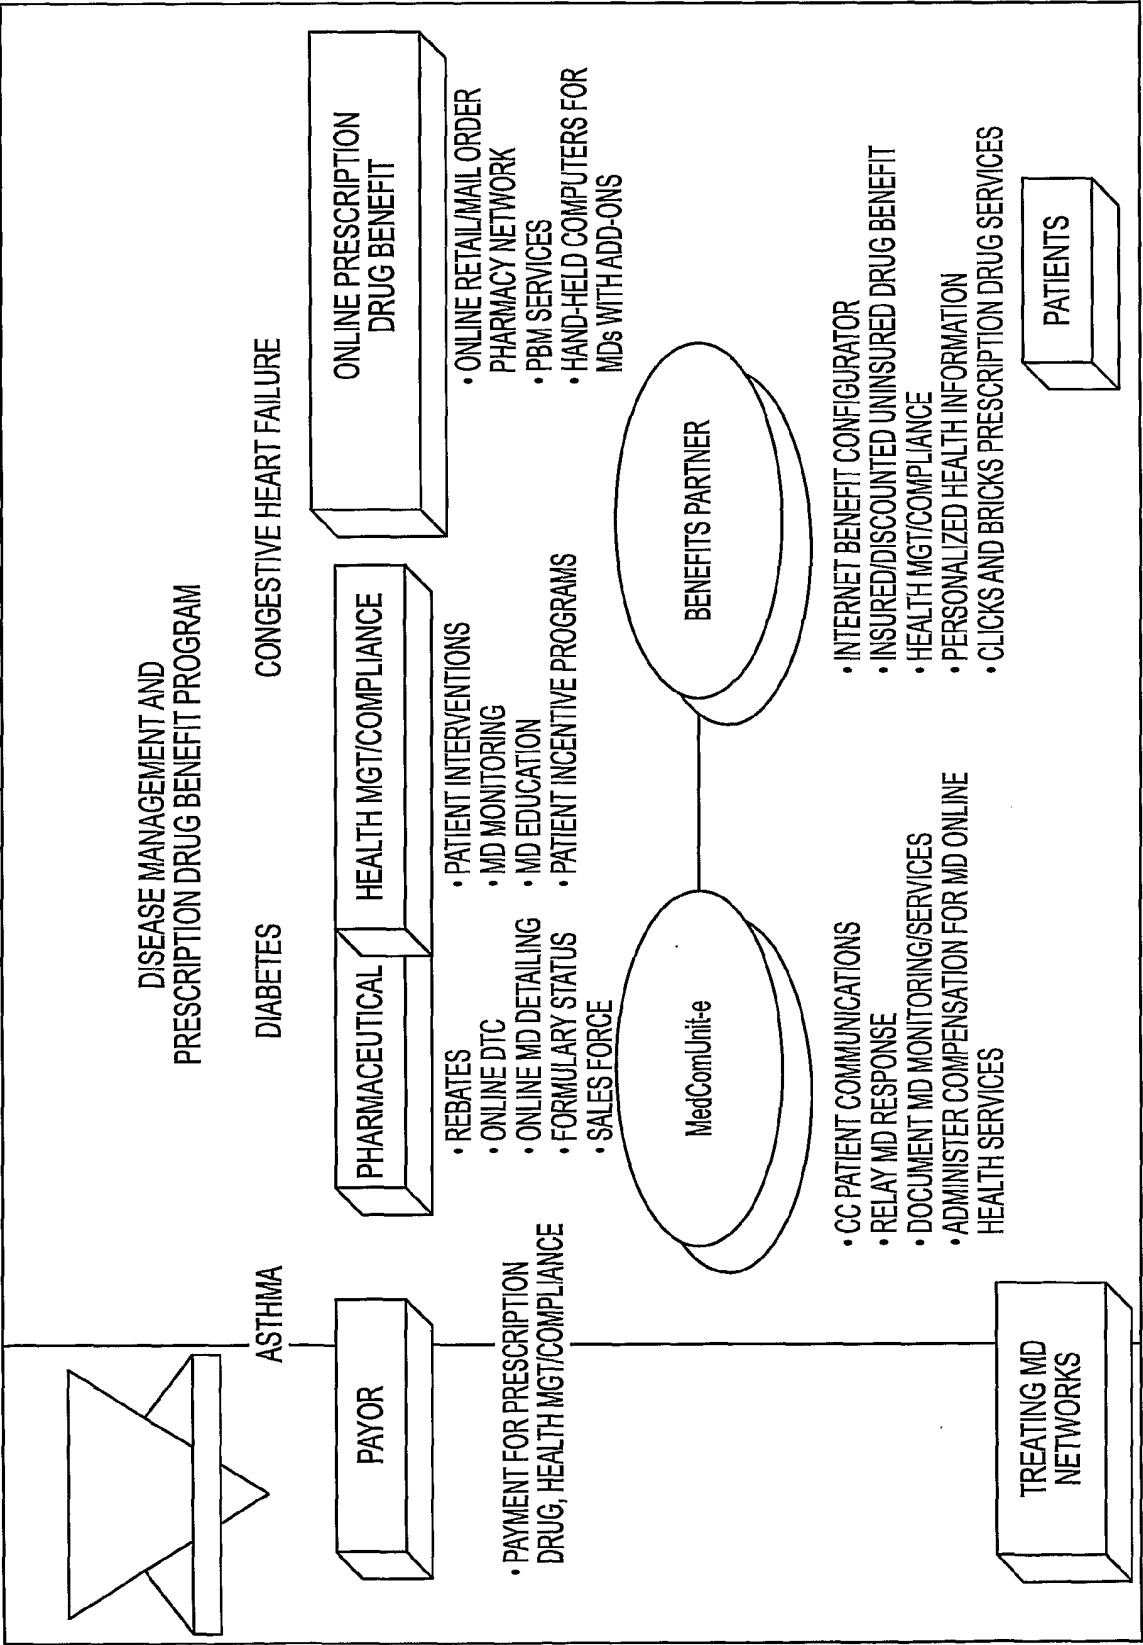 DISEASE MANAGEMENT AND
PRESCRIPTION DRUG BENEFIT PROGRAM
ASTHMA
DIABETES
CONGESTIVE HEART FAILURE
PAYOR
• PAYMENT FOR PRESCRIPTION
DRUG, HEALTH MGT/COMPLIANCE
PHARMACEUTICAL
• REBATES
• ONLINE DTC
• ONLINE MD DETAILING
• FORMULARY STATUS
• SALES FORCE
HEALTH MGT/COMPLIANCE
• PATIENT INTERVENTIONS
• MD MONITORING
• MD EDUCATION
• PATIENT INCENTIVE PROGRAMS
ONLINE PRESCRIPTION
DRUG BENEFIT
• ONLINE RETAIL/MAIL ORDER
PHARMACY NETWORK
• PBM SERVICES
• HAND-HELD COMPUTERS FOR
MDs WITH ADD-ONS
MedComUnit-e
BENEFITS PARTNER
• CC PATIENT COMMUNICATIONS
• RELAY MD RESPONSE
• DOCUMENT MD MONITORING/SERVICES
• ADMINISTER COMPENSATION FOR MD ONLINE
HEALTH SERVICES
• INTERNET BENEFIT CONFIGURATOR
• INSURED/DISCOUNTED UNINSURED DRUG BENEFIT
• HEALTH MGT/COMPLIANCE
• PERSONALIZED HEALTH INFORMATION
• CLICKS AND BRICKS PRESCRIPTION DRUG SERVICES
TREATING MD
NETWORKS
PATIENTS